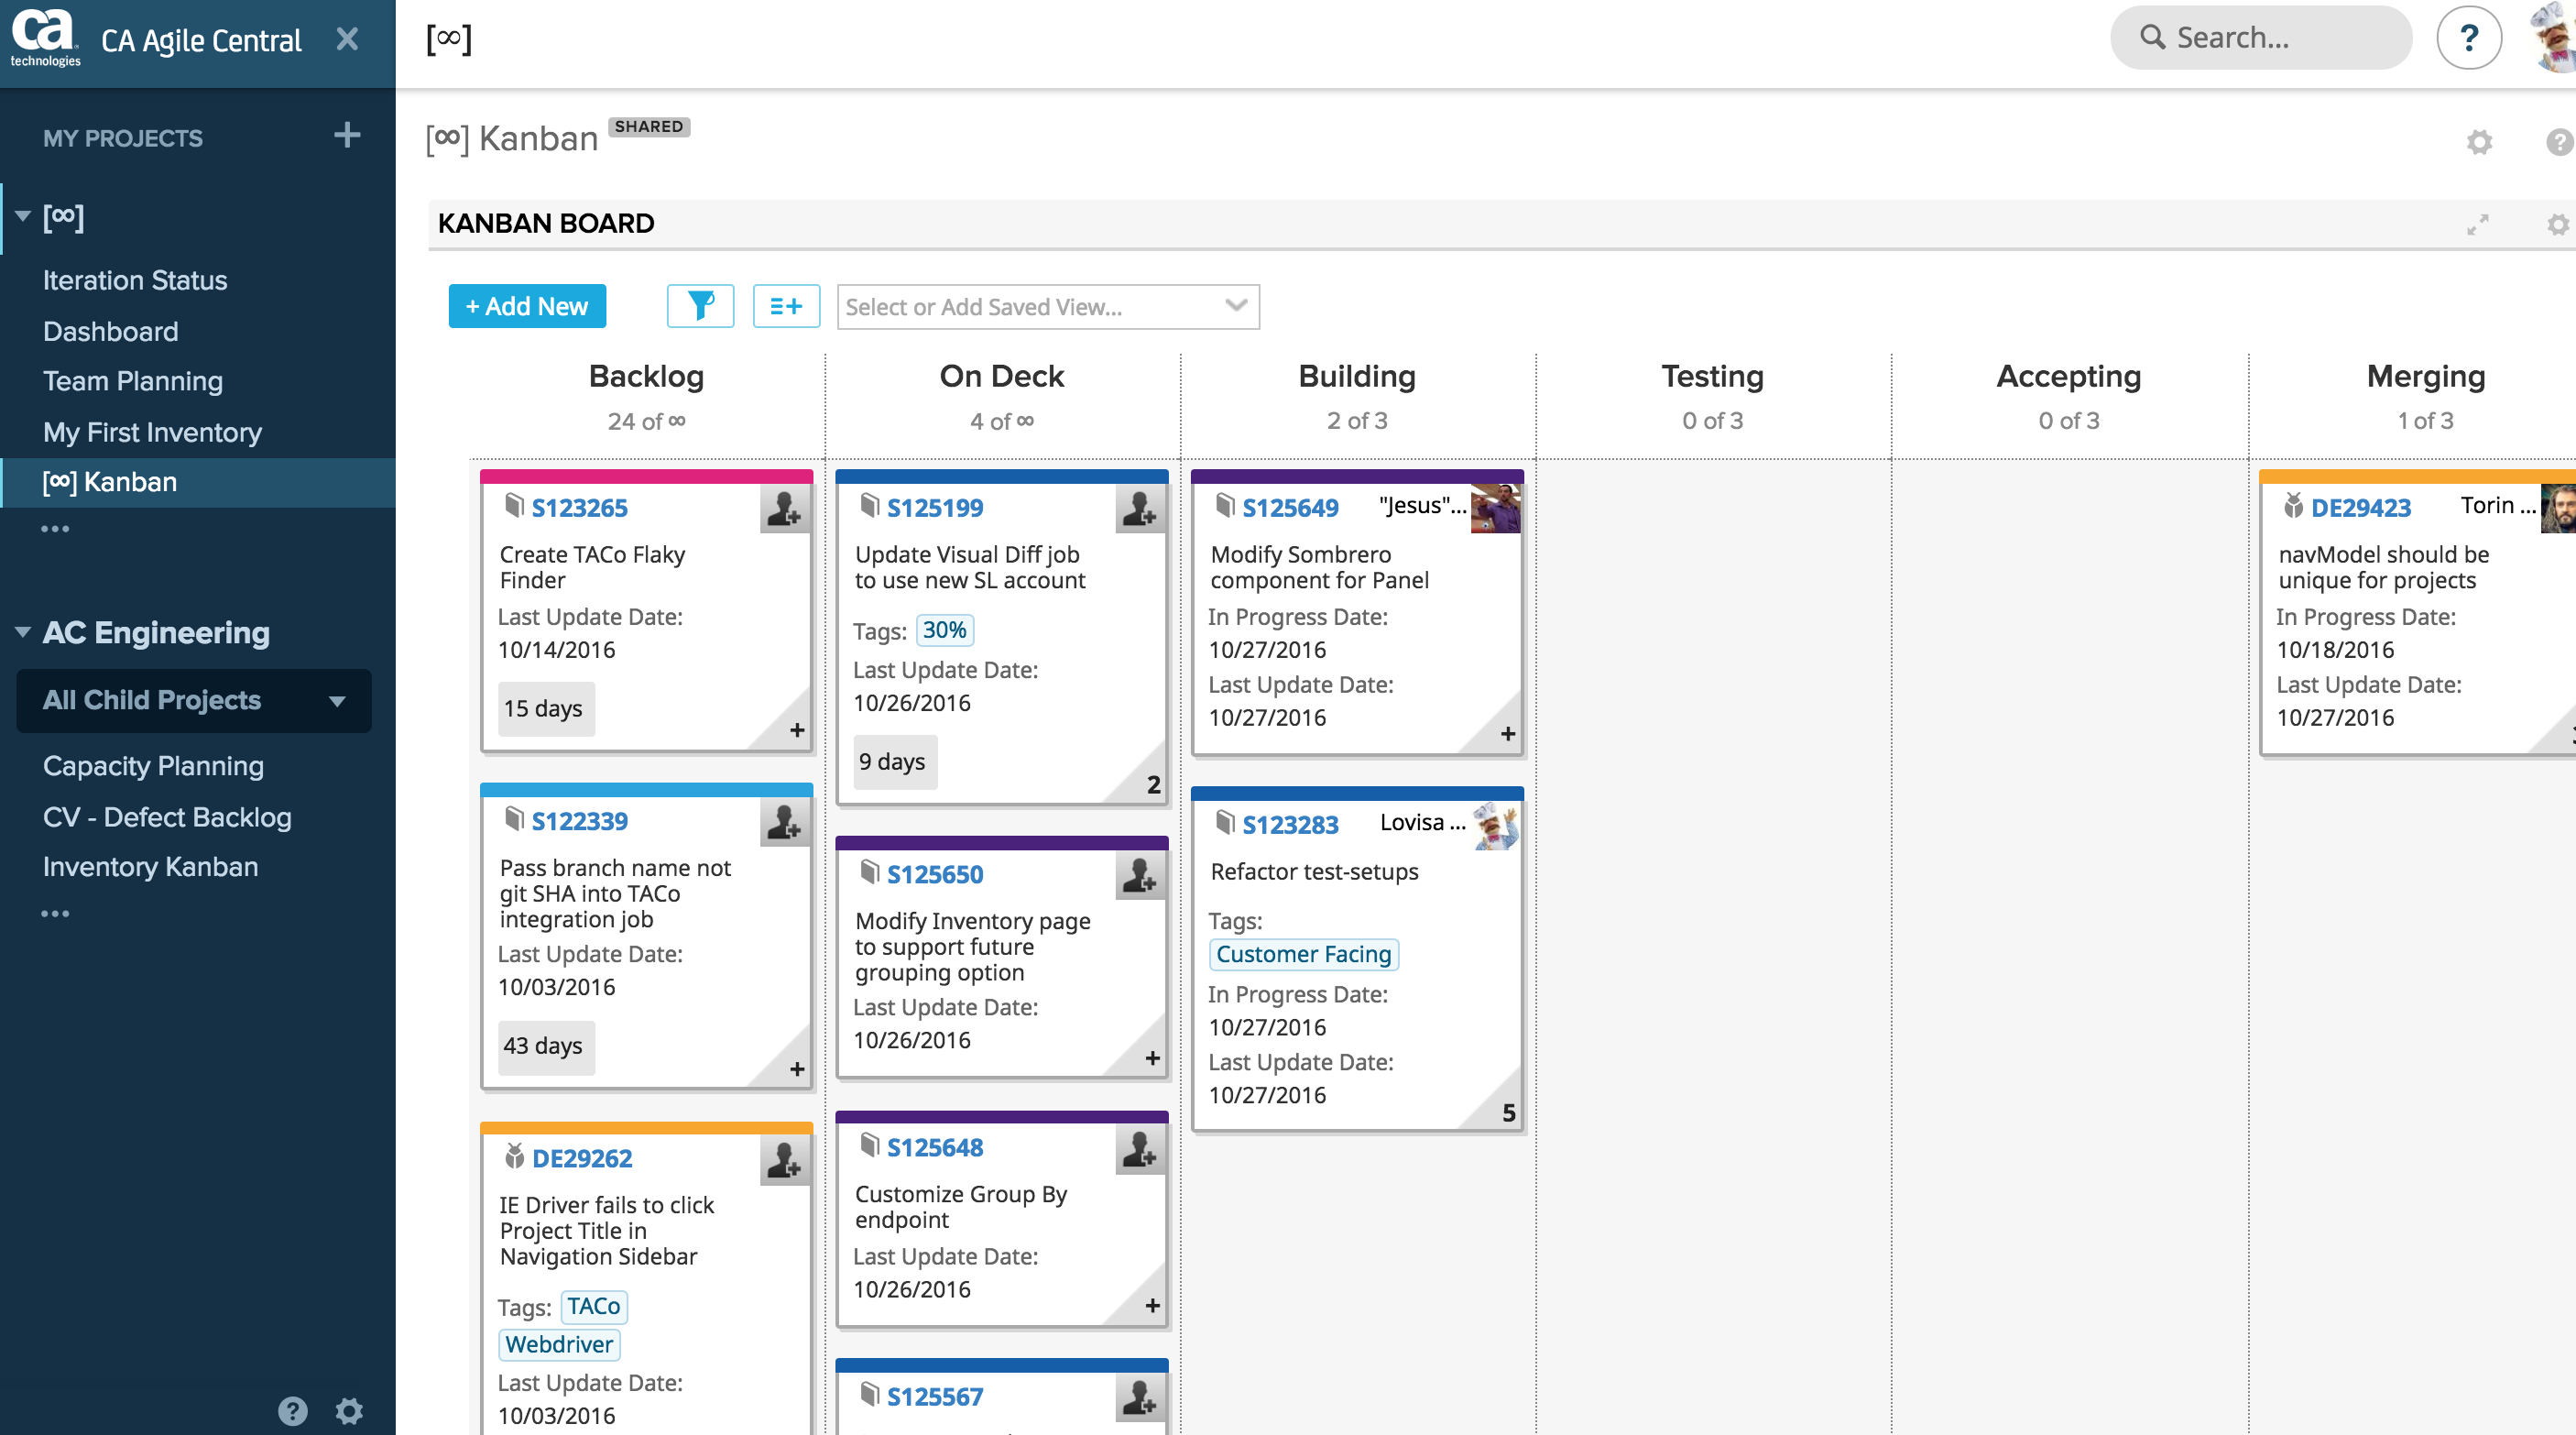 ca
technologies
CA Agile Central
[∞]
Search...
?
MY PROJECTS
[∞]
Iteration Status
Dashboard
Team Planning
My First Inventory
[∞] Kanban
AC Engineering
All Child Projects
Capacity Planning
CV - Defect Backlog
Inventory Kanban
?
[∞] Kanban SHARED
?
KANBAN BOARD
+ Add New
Select or Add Saved View...
Backlog
24 of ∞
S123265
Create TACo Flaky
Finder
Last Update Date:
10/14/2016
15 days
+
S122339
Pass branch name not
git SHA into TACo
integration job
Last Update Date:
10/03/2016
43 days
+
DE29262
IE Driver fails to click
Project Title in
Navigation Sidebar
Tags: TACo
Webdriver
Last Update Date:
10/03/2016
On Deck
4 of ∞
S125199
Update Visual Diff job
to use new SL account
Tags: 30%
Last Update Date:
10/26/2016
9 days
2
S125650
Modify Inventory page
to support future
grouping option
Last Update Date:
10/26/2016
+
S125648
Customize Group By
endpoint
Last Update Date:
10/26/2016
+
S125567
Building
2 of 3
S125649 "Jesus"...
Modify Sombrero
component for Panel
In Progress Date:
10/27/2016
Last Update Date:
10/27/2016
+
S123283 Lovisa ...
Refactor test-setups
Tags:
Customer Facing
In Progress Date:
10/27/2016
Last Update Date:
10/27/2016
5
Testing
0 of 3
Accepting
0 of 3
Merging
1 of 3
DE29423 Torin ...
navModel should be
unique for projects
In Progress Date:
10/18/2016
Last Update Date:
10/27/2016